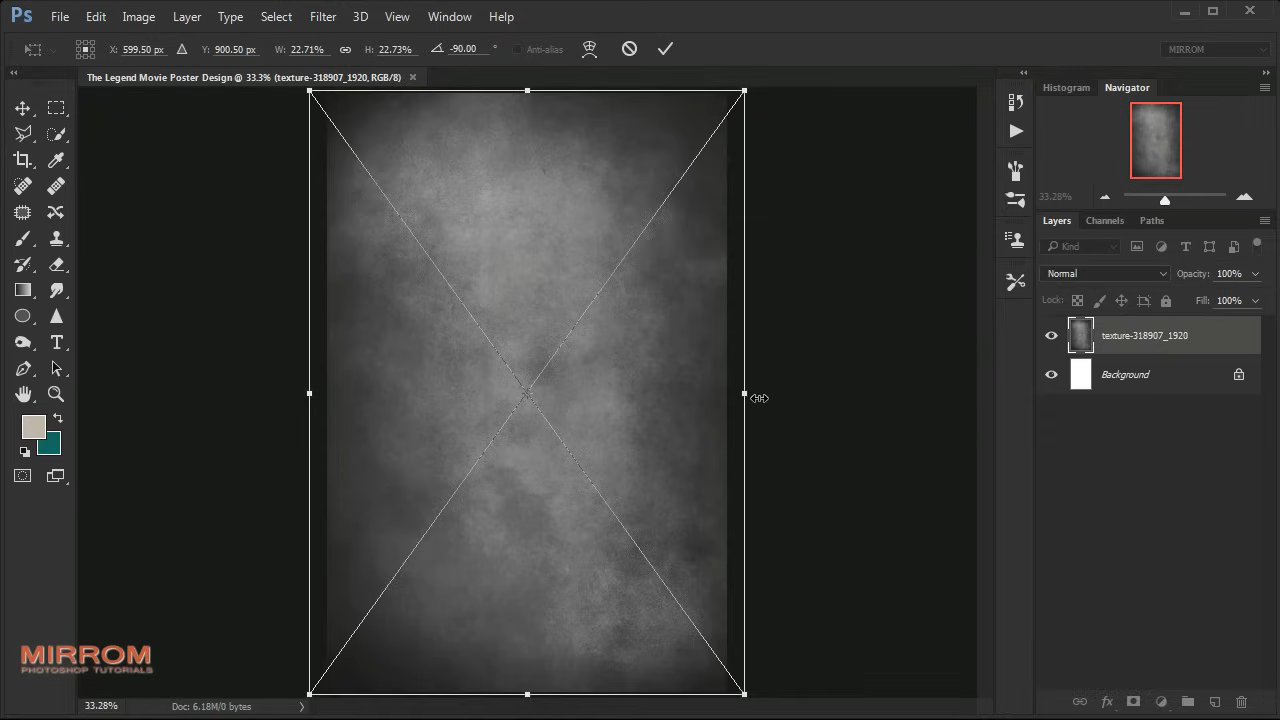 Ps File Edit Image Layer Type Select Filter 3D View Window Help
X: 599.50 px Y: 900.50 px W: 22.71% H: 22.73% -90.00 ° Anti-alias MIRROM
The Legend Movie Poster Design @ 33.3% (texture-318907_1920, RGB/8) ×
Histogram Navigator
33.28%
Layers Channels Paths
Kind
Normal Opacity: 100%
Lock: Fill: 100%
texture-318907_1920
Background
MIRROM
PHOTOSHOP TUTORIALS
33.28% Doc: 6.18M/0 bytes